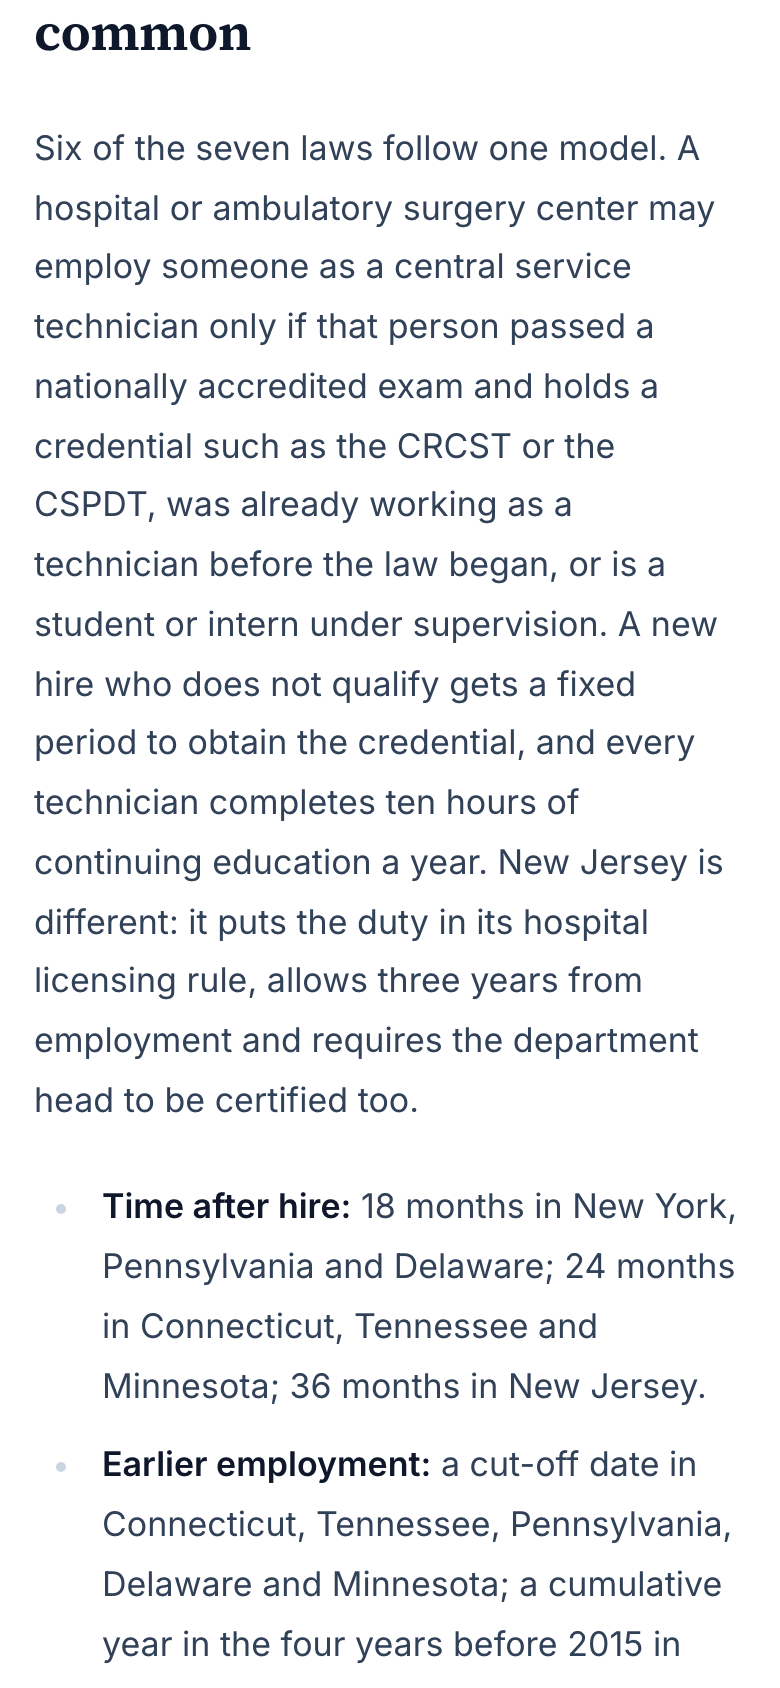 common
Six of the seven laws follow one model. A
hospital or ambulatory surgery center may
employ someone as a central service
technician only if that person passed a
nationally accredited exam and holds a
credential such as the CRCST or the
CSPDT, was already working as a
technician before the law began, or is a
student or intern under supervision. A new
hire who does not qualify gets a fixed
period to obtain the credential, and every
technician completes ten hours of
continuing education a year. New Jersey is
different: it puts the duty in its hospital
licensing rule, allows three years from
employment and requires the department
head to be certified too.
• Time after hire: 18 months in New York,
Pennsylvania and Delaware; 24 months
in Connecticut, Tennessee and
Minnesota; 36 months in New Jersey.
• Earlier employment: a cut-off date in
Connecticut, Tennessee, Pennsylvania,
Delaware and Minnesota; a cumulative
year in the four years before 2015 in